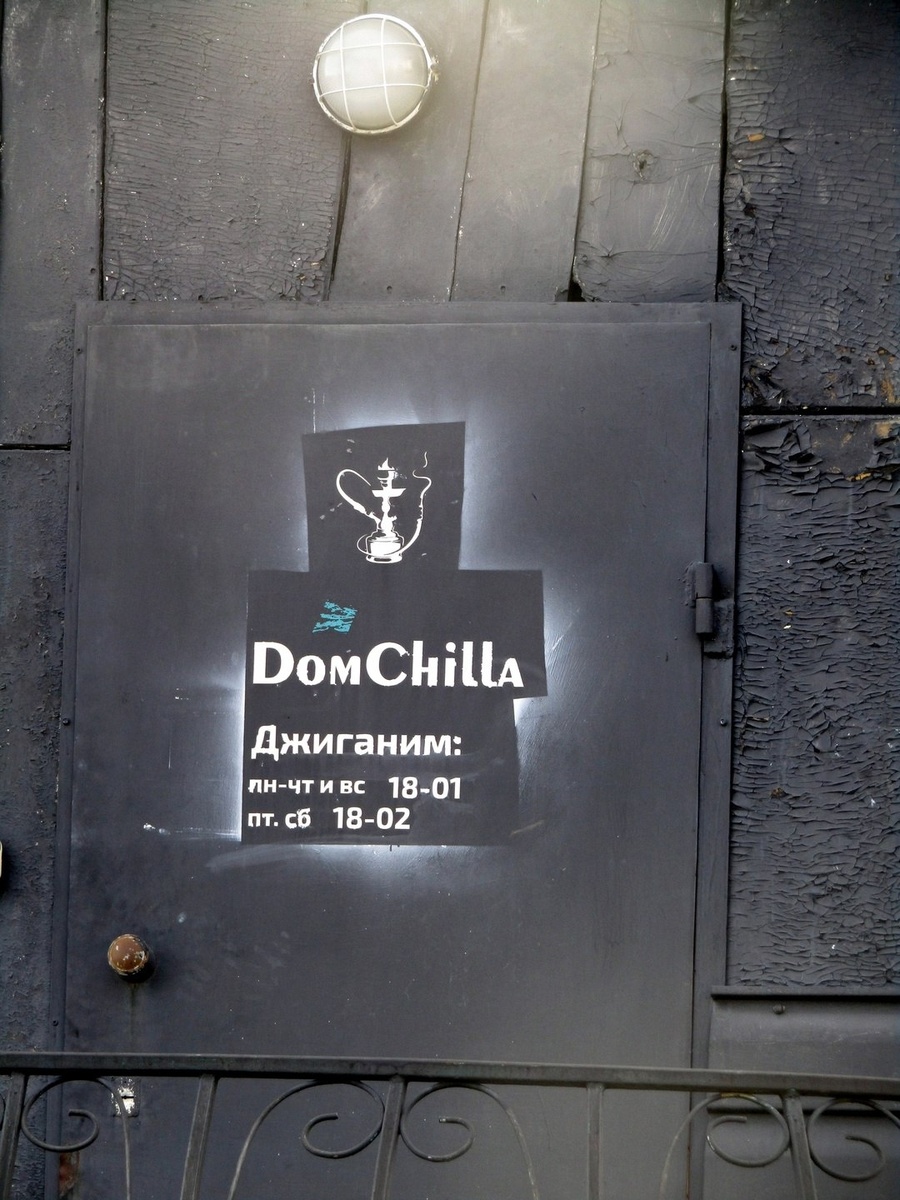 DomChillA
Джиганим:
пн-чт и вс 18-01
пт. сб 18-02